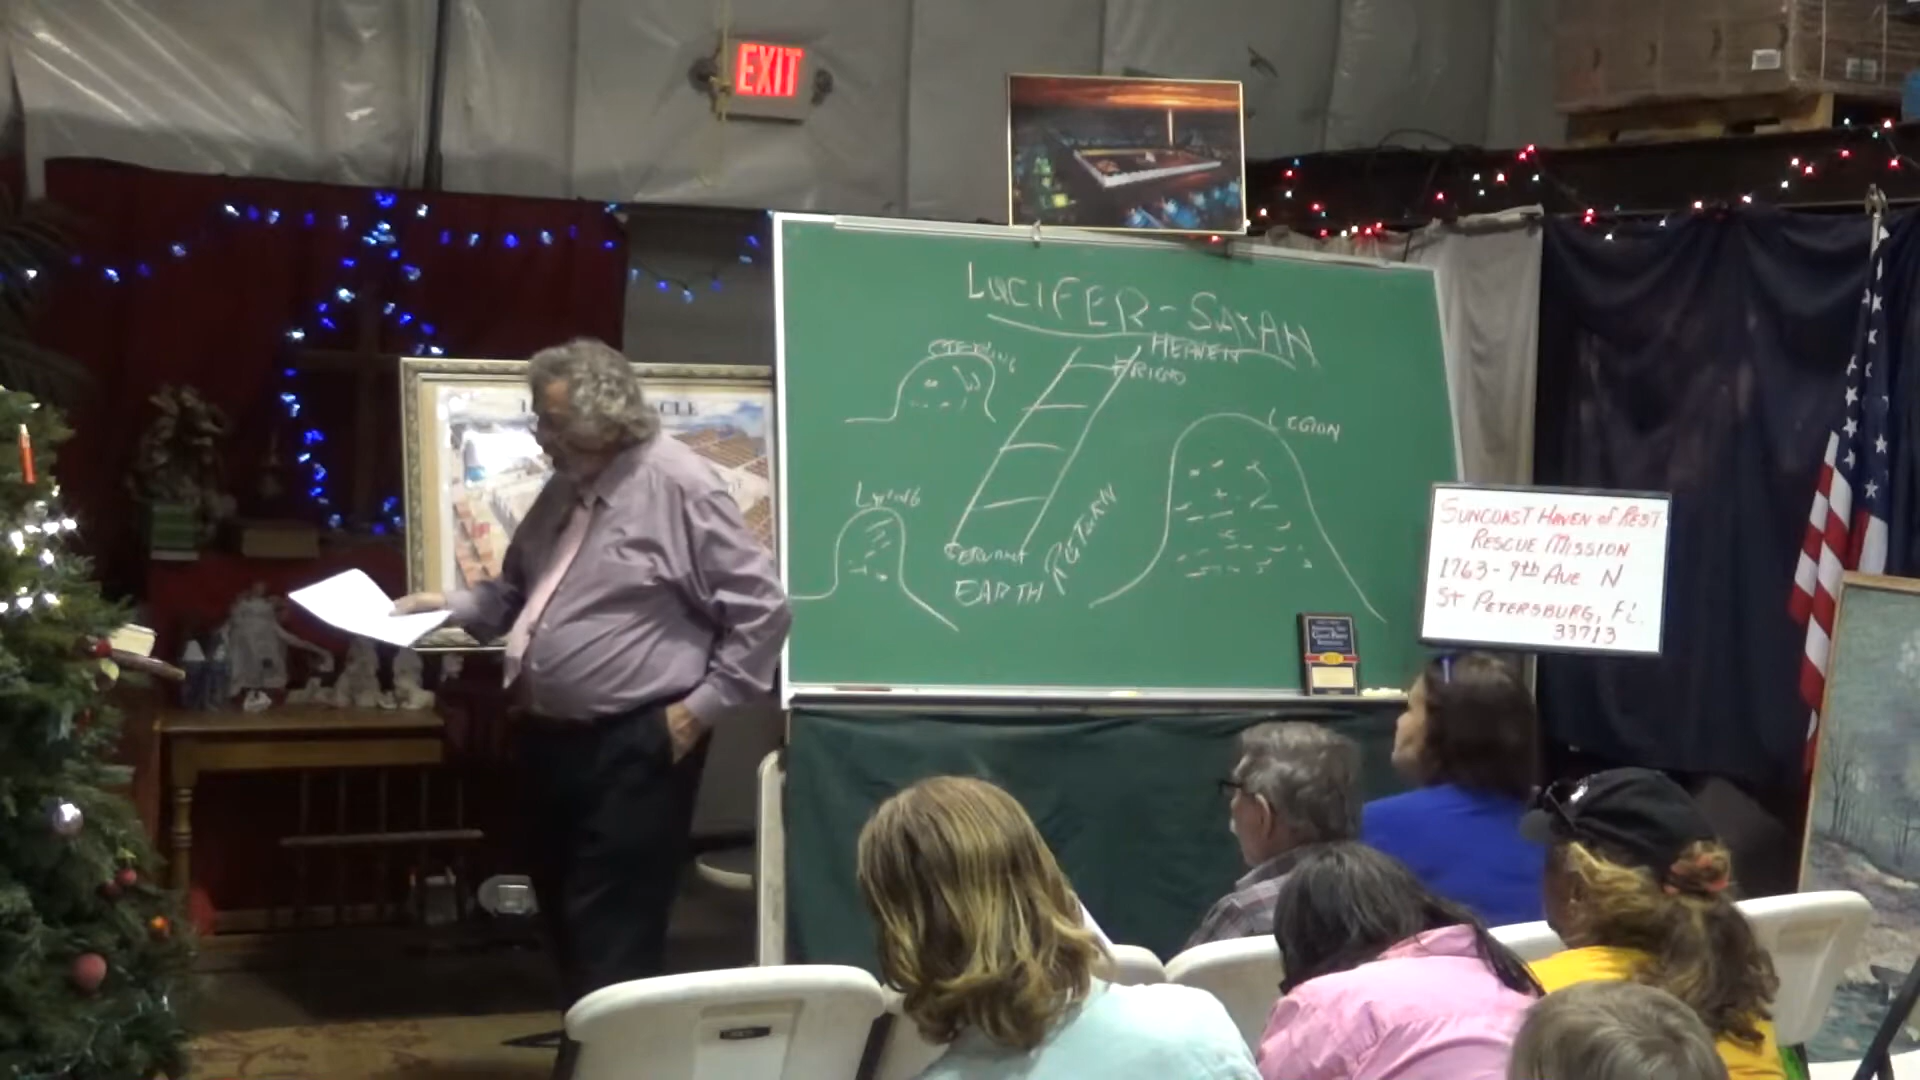 EXIT
LUCIFER - SATAN
HEAVEN
FRIEND
LEGION
LYING
RETURN
SERVANT
EARTH
SUNCOAST HAVEN of REST
RESCUE MISSION
1763 - 9th AVE N
ST PETERSBURG, FL.
33713